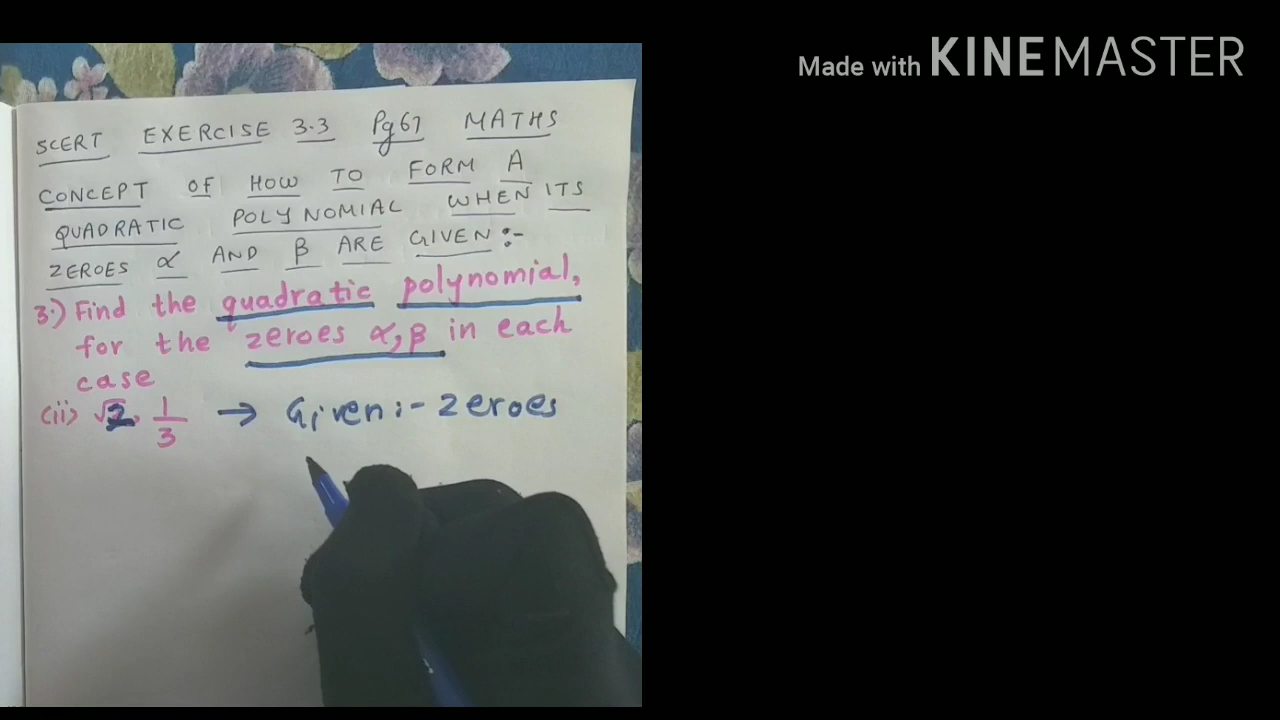 Made with KINEMASTER
SCERT EXERCISE 3.3 Pg67 MATHS
CONCEPT OF HOW TO FORM A
QUADRATIC POLYNOMIAL WHEN ITS
ZEROES α AND β ARE GIVEN:-
3.) Find the quadratic polynomial,
for the zeroes α, β in each
case
(ii) √2, 1/3 → Given:- zeroes